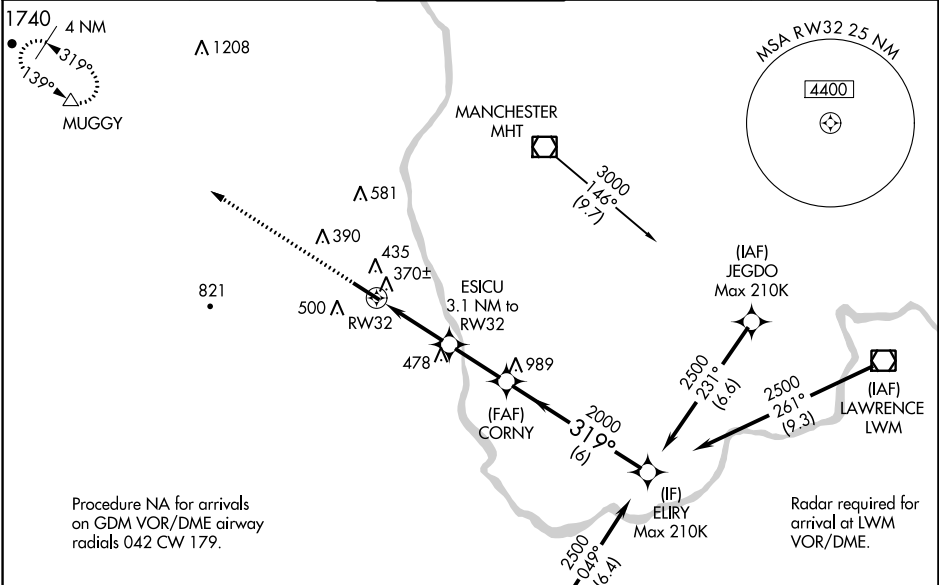 1740
4 NM
319°
139°
MUGGY
1208
MANCHESTER
MHT
3000
146°
(9.7)
MSA RW32 25 NM
4400
581
390
435
370±
500
RW32
821
ESICU
3.1 NM to
RW32
478
989
(FAF)
CORNY
2000
319°
(6)
(IAF)
JEGDO
Max 210K
2500
231°
(6.6)
2500
261°
(9.3)
(IAF)
LAWRENCE
LWM
(IF)
ELIRY
Max 210K
2500
049°
(6.4)
Procedure NA for arrivals
on GDM VOR/DME airway
radials 042 CW 179.
Radar required for
arrival at LWM
VOR/DME.